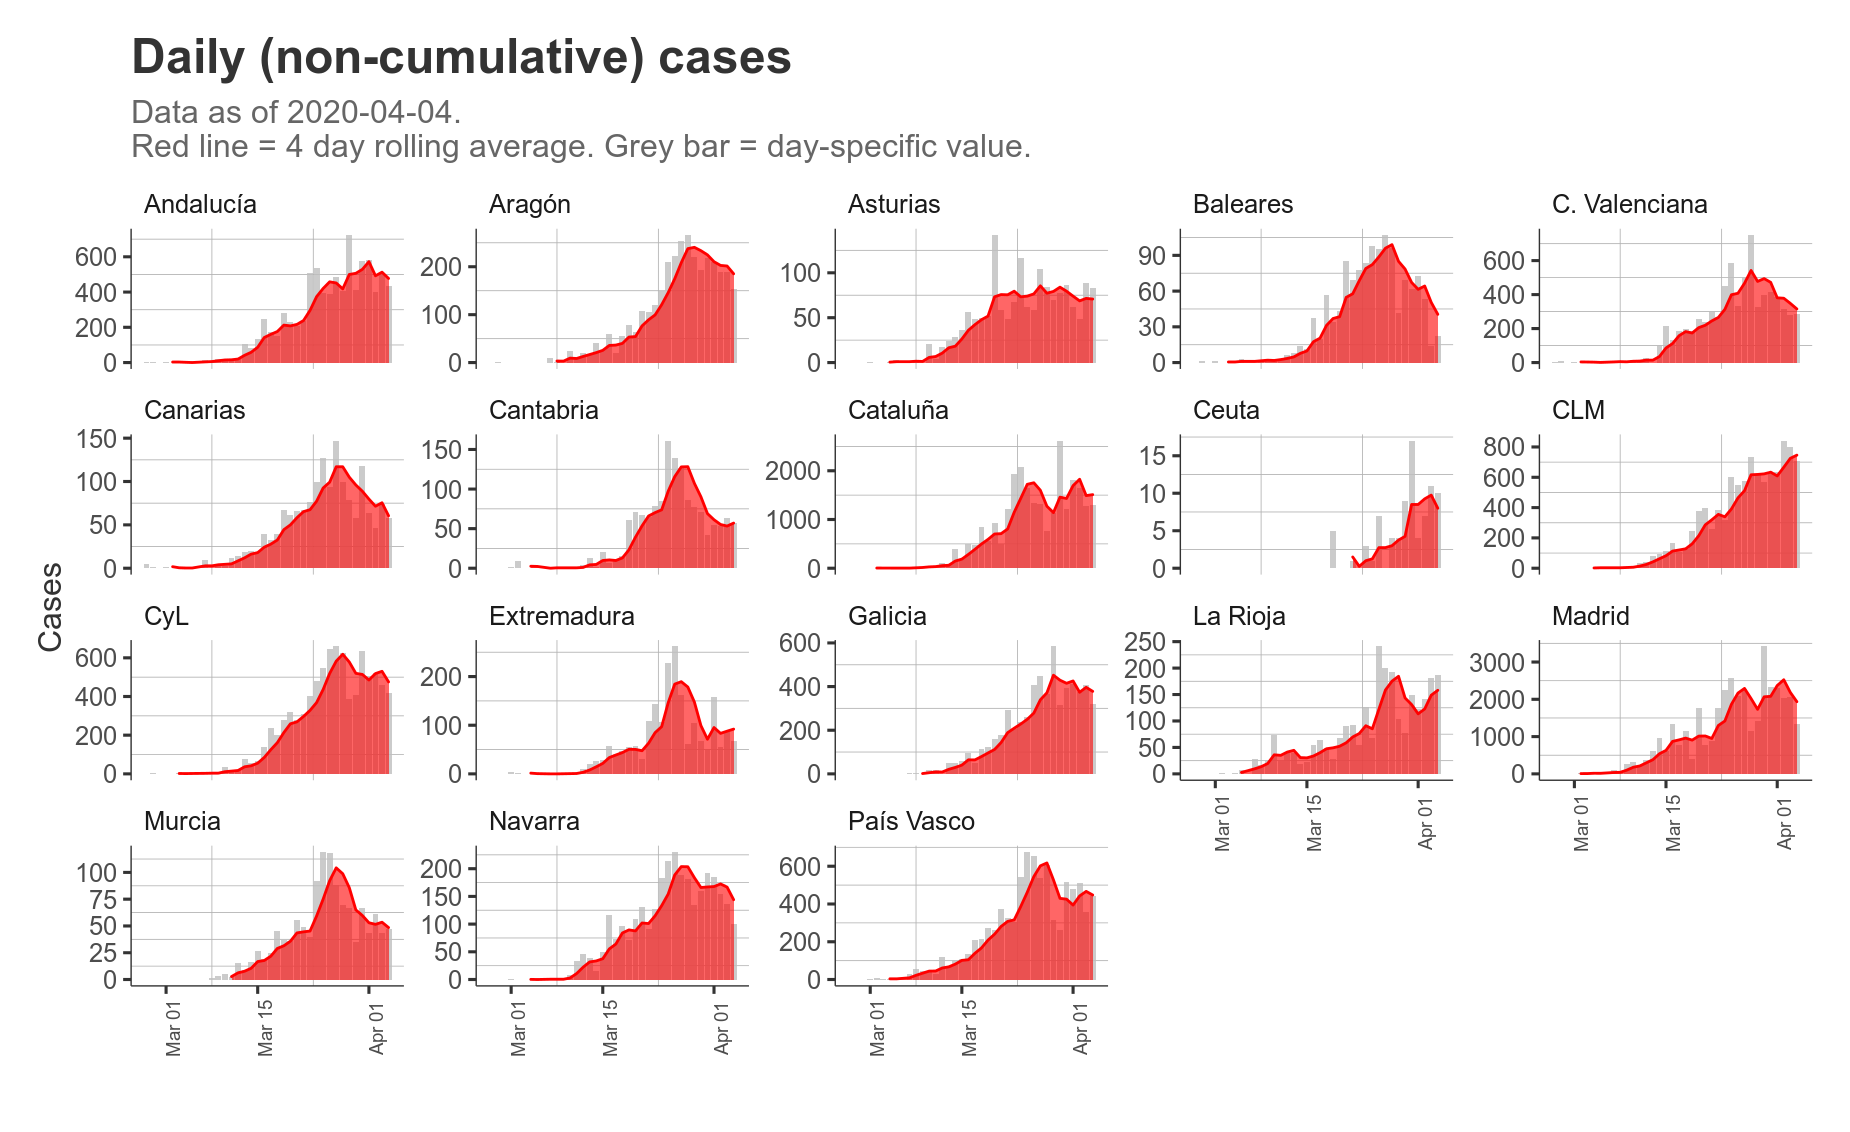 Daily (non-cumulative) cases
Data as of 2020-04-04.
Red line = 4 day rolling average. Grey bar = day-specific value.
Cases
Andalucía
600
400
200
0
Aragón
200
100
0
Asturias
100
50
0
Baleares
90
60
30
0
C. Valenciana
600
400
200
0
Canarias
150
100
50
0
Cantabria
150
100
50
0
Cataluña
2000
1000
0
Ceuta
15
10
5
0
CLM
800
600
400
200
0
CyL
600
400
200
0
Extremadura
200
100
0
Galicia
600
400
200
0
La Rioja
250
200
150
100
50
0
Mar 01
Mar 15
Apr 01
Madrid
3000
2000
1000
0
Mar 01
Mar 15
Apr 01
Murcia
100
75
50
25
0
Mar 01
Mar 15
Apr 01
Navarra
200
150
100
50
0
Mar 01
Mar 15
Apr 01
País Vasco
600
400
200
0
Mar 01
Mar 15
Apr 01